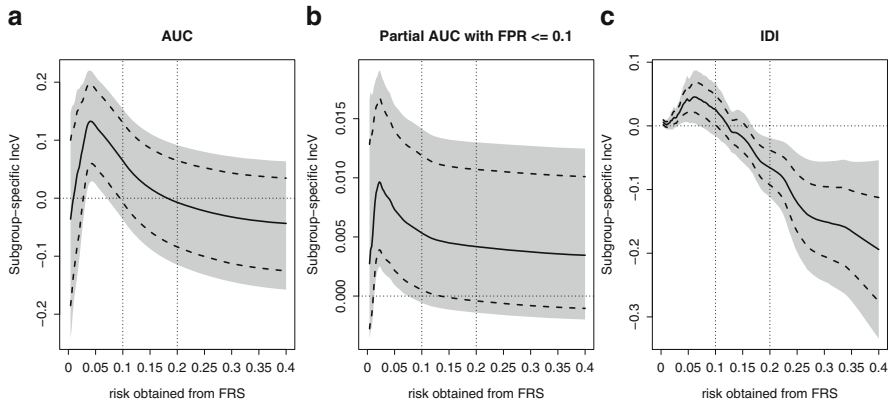 a
AUC
Subgroup−specific IncV
0.2
0.1
0.0
−0.1
−0.2
0 0.05 0.1 0.15 0.2 0.25 0.3 0.35 0.4
risk obtained from FRS
b
Partial AUC with FPR <= 0.1
Subgroup−specific IncV
0.015
0.010
0.005
0.000
0 0.05 0.1 0.15 0.2 0.25 0.3 0.35 0.4
risk obtained from FRS
c
IDI
Subgroup−specific IncV
0.1
0.0
−0.1
−0.2
−0.3
0 0.05 0.1 0.15 0.2 0.25 0.3 0.35 0.4
risk obtained from FRS